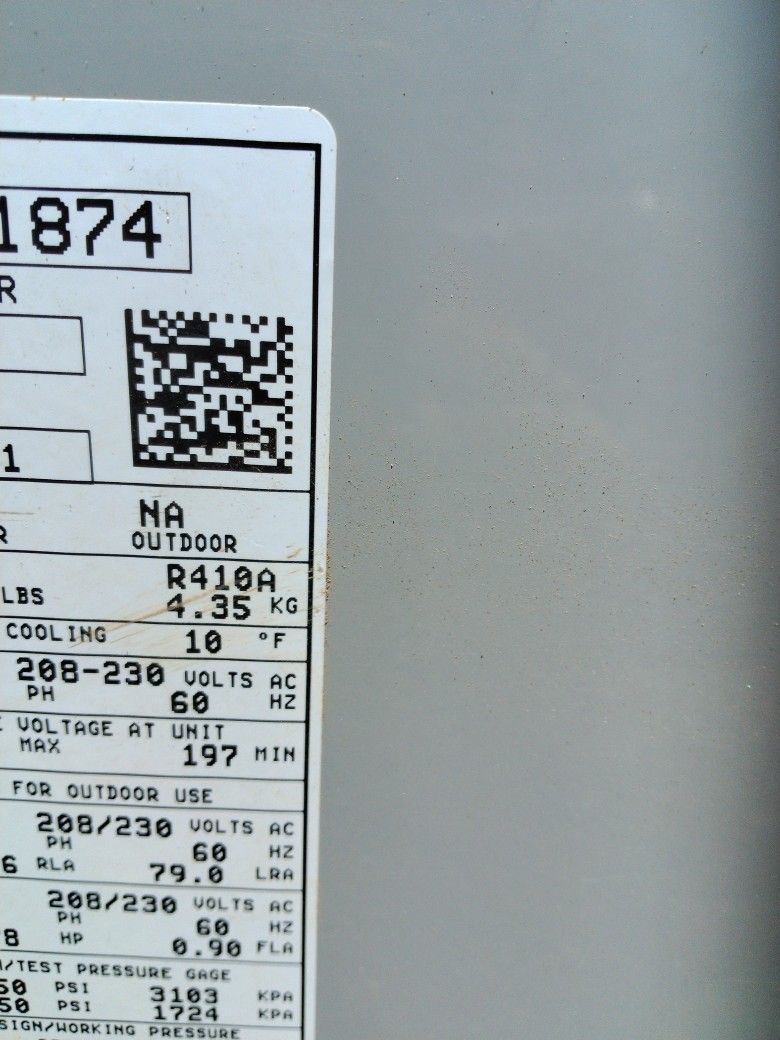 1874
R
1
NA
R OUTDOOR
R410A
LBS 4.35 KG
COOLING 10 °F
208-230 VOLTS AC
PH 60 HZ
VOLTAGE AT UNIT
MAX 197 MIN
FOR OUTDOOR USE
208/230 VOLTS AC
PH 60 HZ
6 RLA 79.0 LRA
208/230 VOLTS AC
PH 60 HZ
8 HP 0.90 FLA
/TEST PRESSURE GAGE
50 PSI 3103 KPA
50 PSI 1724 KPA
SIGN/WORKING PRESSURE